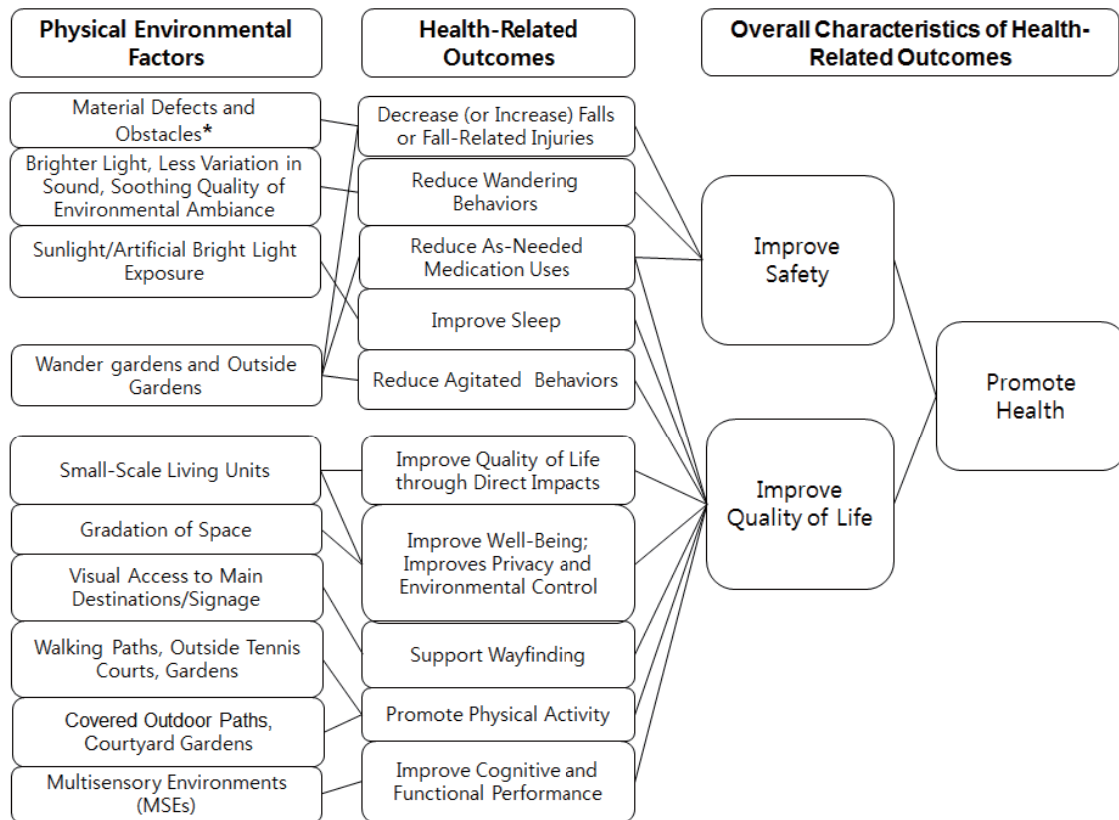 Physical Environmental
Factors
Health-Related
Outcomes
Overall Characteristics of Health-
Related Outcomes
Material Defects and
Obstacles*
Brighter Light, Less Variation in
Sound, Soothing Quality of
Environmental Ambiance
Sunlight/Artificial Bright Light
Exposure
Wander gardens and Outside
Gardens
Small-Scale Living Units
Gradation of Space
Visual Access to Main
Destinations/Signage
Walking Paths, Outside Tennis
Courts, Gardens
Covered Outdoor Paths,
Courtyard Gardens
Multisensory Environments
(MSEs)
Decrease (or Increase) Falls
or Fall-Related Injuries
Reduce Wandering
Behaviors
Reduce As-Needed
Medication Uses
Improve Sleep
Reduce Agitated Behaviors
Improve Quality of Life
through Direct Impacts
Improve Well-Being;
Improves Privacy and
Environmental Control
Support Wayfinding
Promote Physical Activity
Improve Cognitive and
Functional Performance
Improve
Safety
Improve
Quality of Life
Promote
Health